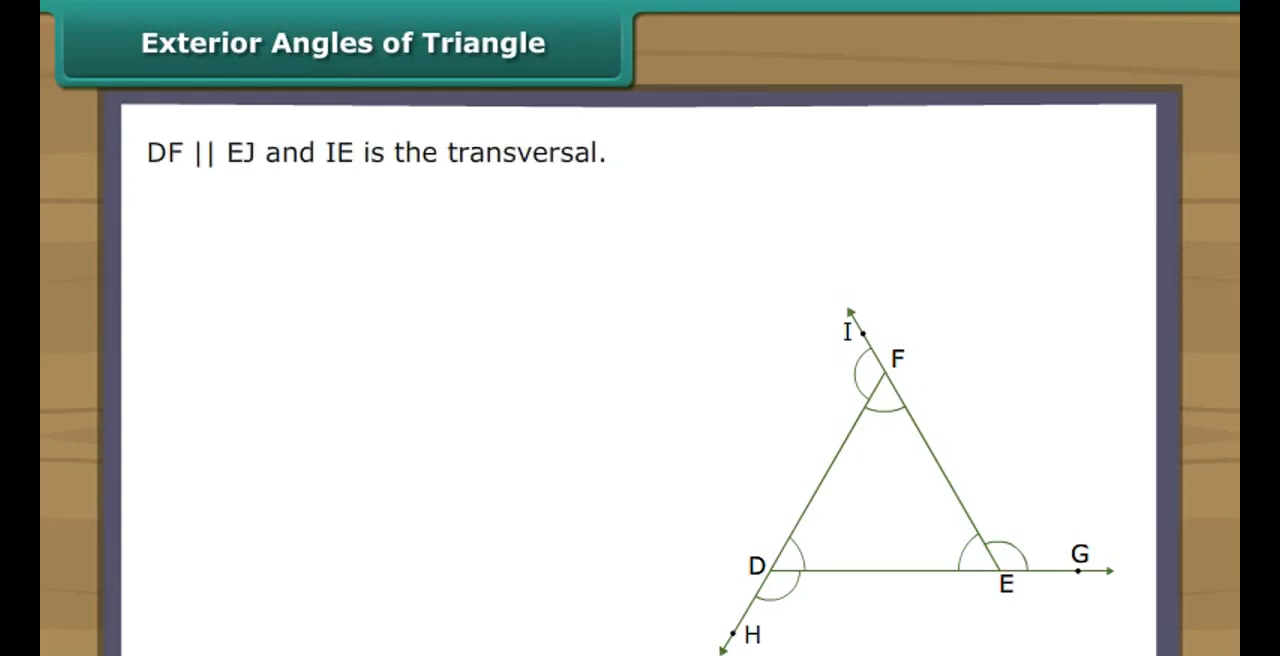 Exterior Angles of Triangle
DF || EJ and IE is the transversal.
I
F
D
G
E
H